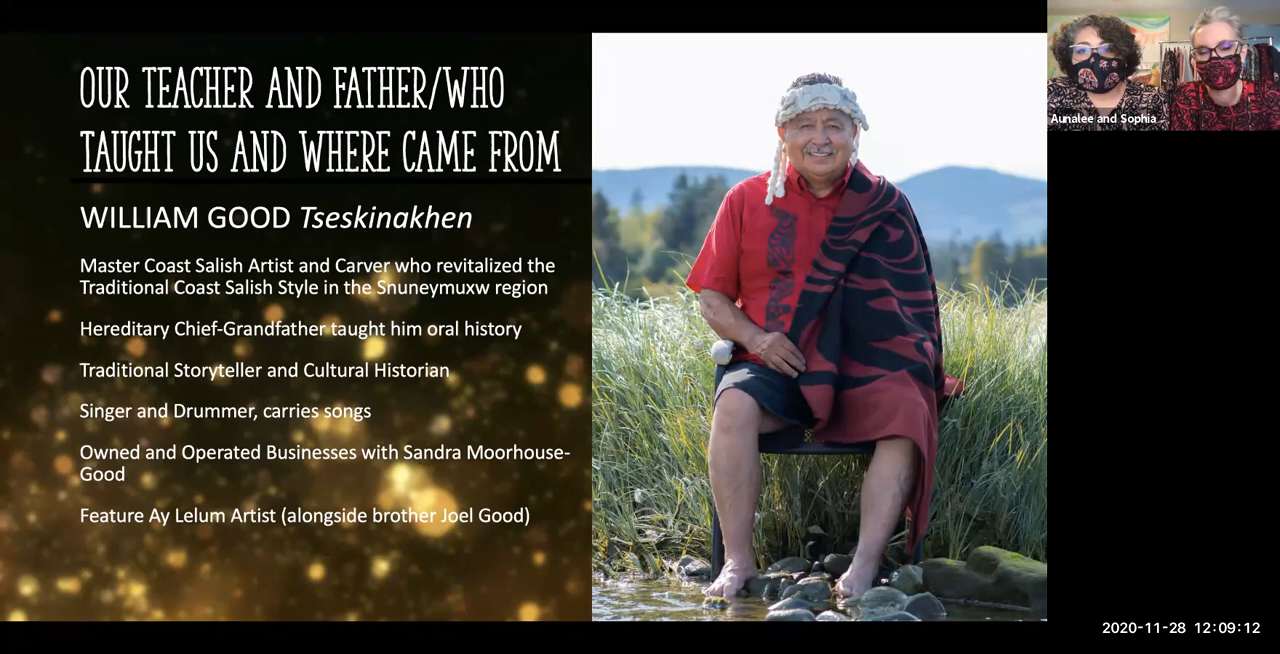 OUR TEACHER AND FATHER/WHO
TAUGHT US AND WHERE CAME FROM
WILLIAM GOOD Tseskinakhen
Master Coast Salish Artist and Carver who revitalized the
Traditional Coast Salish Style in the Snuneymuxw region
Hereditary Chief-Grandfather taught him oral history
Traditional Storyteller and Cultural Historian
Singer and Drummer, carries songs
Owned and Operated Businesses with Sandra Moorhouse-
Good
Feature Ay Lelum Artist (alongside brother Joel Good)
Aunalee and Sophia
2020-11-28 12:09:12